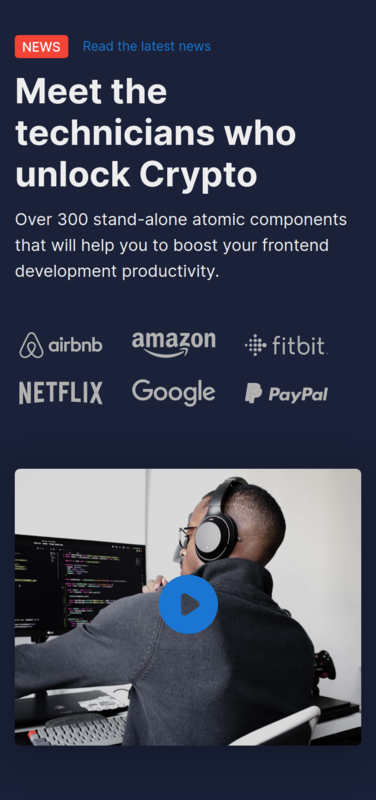 NEWS Read the latest news
Meet the
technicians who
unlock Crypto
Over 300 stand-alone atomic components
that will help you to boost your frontend
development productivity.
airbnb amazon fitbit
NETFLIX Google PayPal